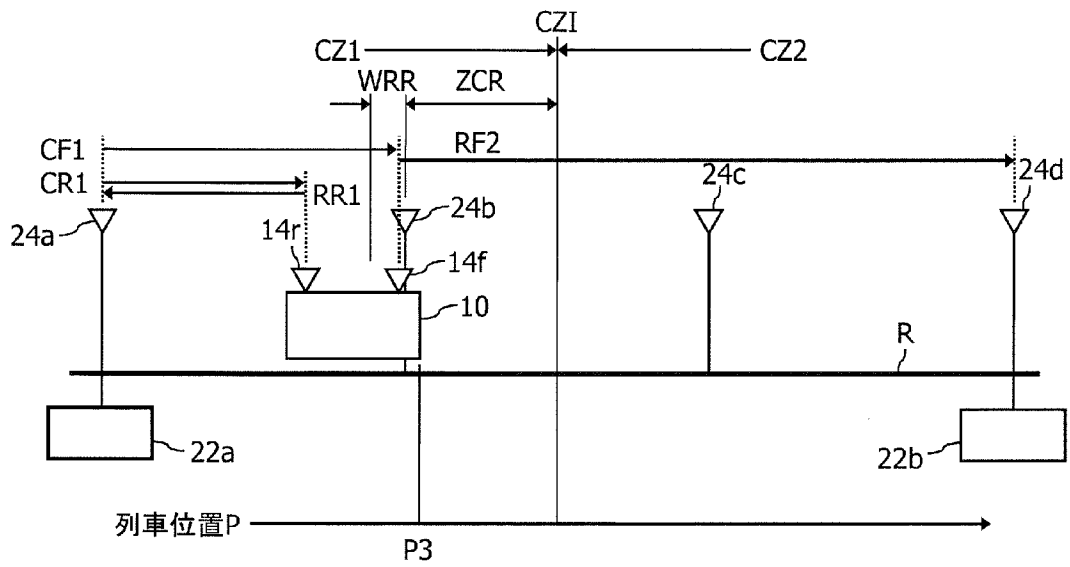 CZI
CZ1
CZ2
WRR
ZCR
CF1
RF2
CR1
RR1
24c
24d
24a
24b
14r
14f
10
R
22a
22b
列車位置P
P3